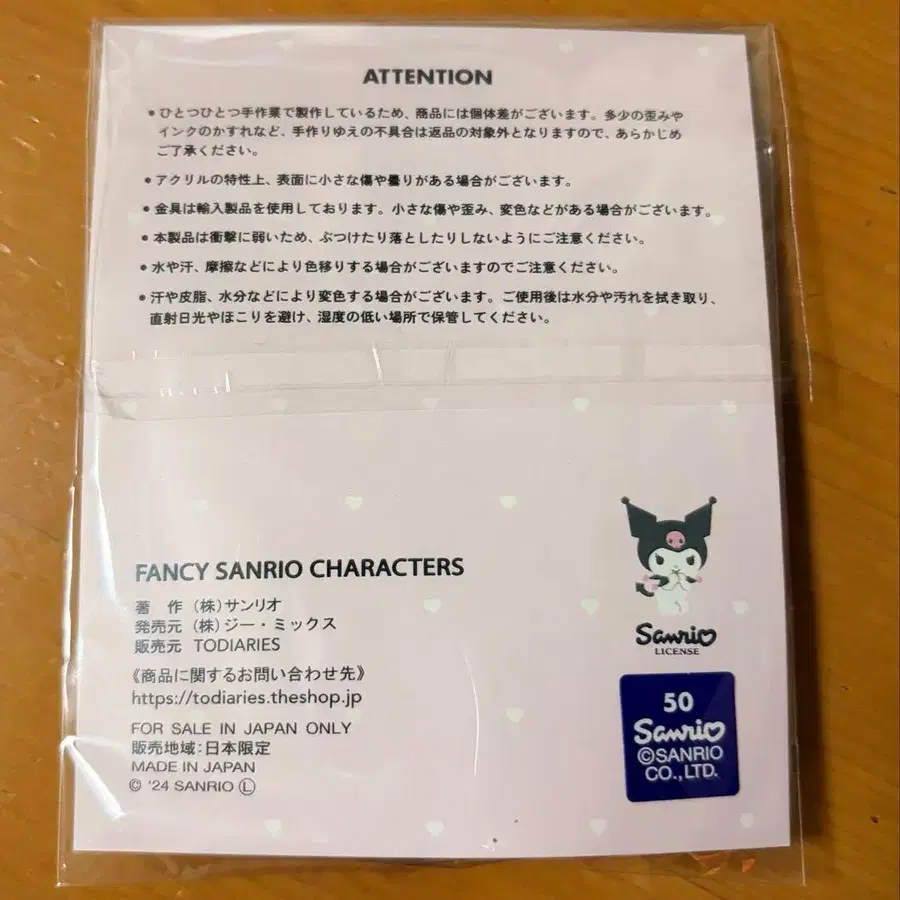 ATTENTION
• ひとつひとつ手作業で製作しているため、商品には個体差がございます。多少の歪みや
インクのかすれなど、手作りゆえの不具合は返品の対象外となりますので、あらかじめ
ご了承ください。
• アクリルの特性上、表面に小さな傷や曇りがある場合がございます。
• 金具は輸入製品を使用しております。小さな傷や歪み、変色などがある場合がございます。
• 本製品は衝撃に弱いため、ぶつけたり落としたりしないようにご注意ください。
• 水や汗、摩擦などにより色移りする場合がございますのでご注意ください。
• 汗や皮脂、水分などにより変色する場合がございます。ご使用後は水分や汚れを拭き取り、
直射日光やほこりを避け、湿度の低い場所で保管してください。
FANCY SANRIO CHARACTERS
著　作 (株)サンリオ
発売元 (株)ジー・ミックス
販売元 TODIARIES
《商品に関するお問い合わせ先》
https://todiaries.theshop.jp
FOR SALE IN JAPAN ONLY
販売地域:日本限定
MADE IN JAPAN
© '24 SANRIO Ⓛ
Sanrio
LICENSE
50
Sanrio
©SANRIO
CO.,LTD.